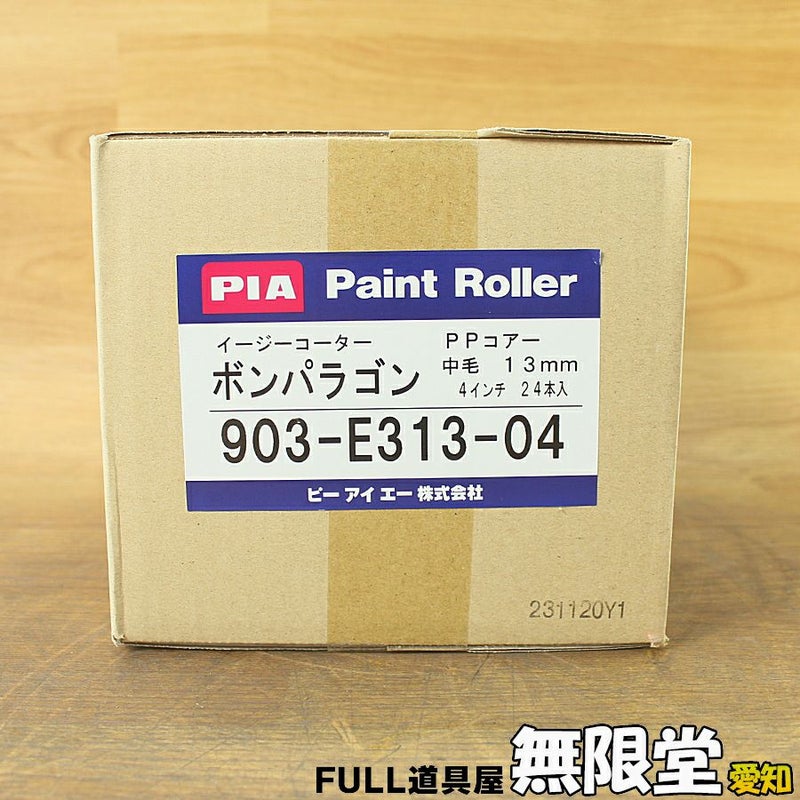 PIA Paint Roller
イージーコーター ＰＰコアー
ボンパラゴン 中毛 １３mm
4インチ ２４本入
903-E313-04
ピー アイ エー 株式会社
231120Y1
FULL道具屋 無限堂 愛知